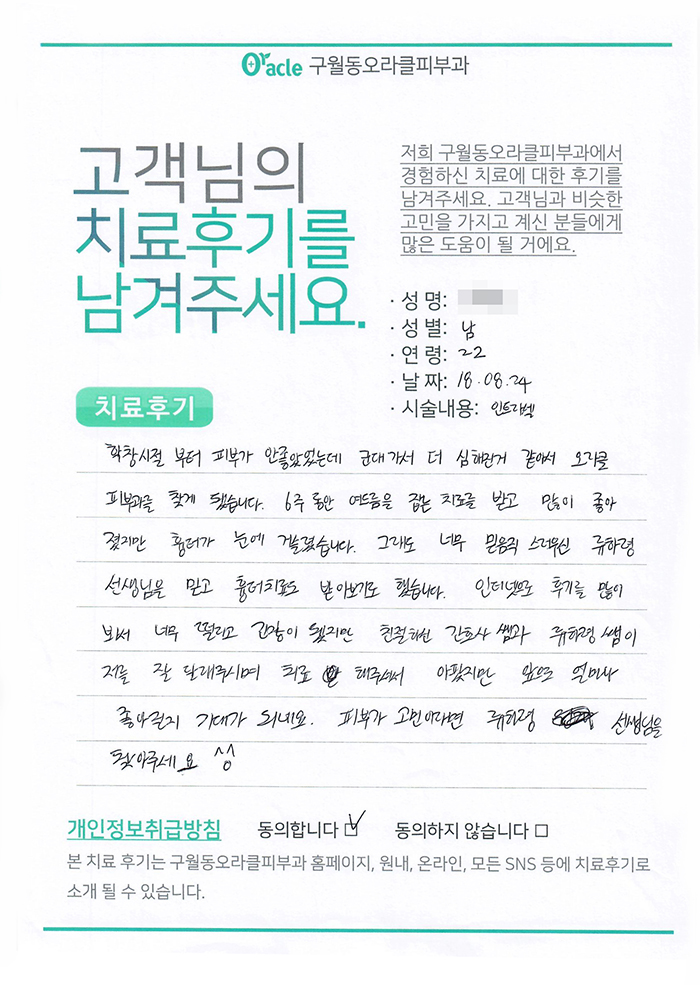 Oracle 구월동오라클피부과
고객님의
치료후기를
남겨주세요.
저희 구월동오라클피부과에서
경험하신 치료에 대한 후기를
남겨주세요. 고객님과 비슷한
고민을 가지고 계신 분들에게
많은 도움이 될 거에요.
· 성 명:
· 성 별: 남
· 연 령: 22
· 날 짜: 18.08.24
· 시술내용: 인트라벡
치료후기
학창시절 부터 피부가 안좋았었는데 군대가서 더 심해진거 같아서 오라클
피부과를 찾게 됐습니다. 6주 동안 여드름을 잡는 치료를 받고 많이 좋아
졌지만 흉터가 눈에 거슬렸습니다. 그래도 너무 믿음직 스러우신 류하령
선생님을 믿고 흉터치료도 받아보기도 했습니다. 인터넷으로 후기를 많이
봐서 너무 떨리고 긴장이 됐지만 친절하신 간호사 쌤과 류하령 쌤이
저를 잘 달래주시며 치료 해주셔서 아팠지만 앞으로 얼마나
좋아질지 기대가 되네요. 피부가 고민이라면 류하령 선생님을
찾아주세요 ^^
개인정보취급방침 동의합니다 ☑ 동의하지 않습니다 □
본 치료 후기는 구월동오라클피부과 홈페이지, 원내, 온라인, 모든 SNS 등에 치료후기로
소개 될 수 있습니다.